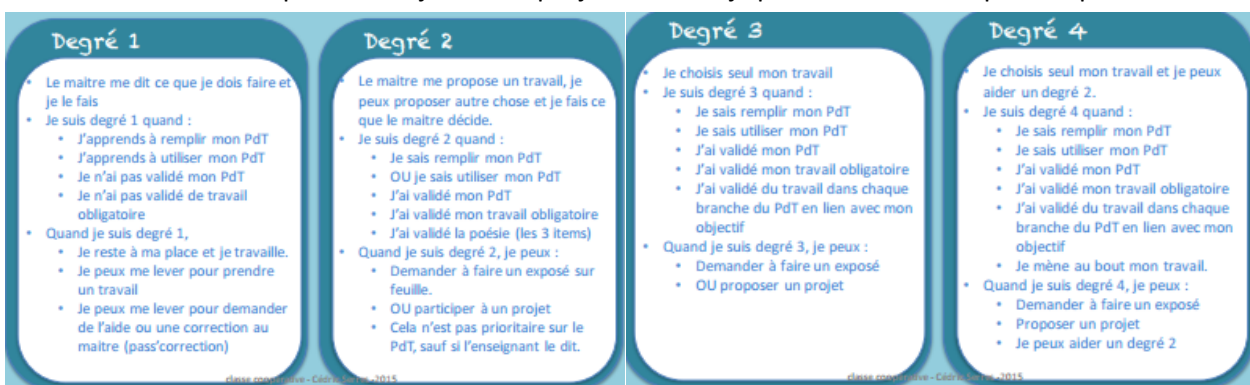 Degré 1
• Le maitre me dit ce que je dois faire et
je le fais
• Je suis degré 1 quand :
• J'apprends à remplir mon PdT
• J'apprends à utiliser mon PdT
• Je n'ai pas validé mon PdT
• Je n'ai pas validé de travail
obligatoire
• Quand je suis degré 1,
• Je reste à ma place et je travaille.
• Je peux me lever pour prendre
un travail
• Je peux me lever pour demander
de l'aide ou une correction au
maitre (pass'correction)
Degré 2
• Le maitre me propose un travail, je
peux proposer autre chose et je fais ce
que le maitre décide.
• Je suis degré 2 quand :
• Je sais remplir mon PdT
• OU je sais utiliser mon PdT
• J'ai validé mon PdT
• J'ai validé mon travail obligatoire
• J'ai validé la poésie (les 3 items)
• Quand je suis degré 2, je peux :
• Demander à faire un exposé sur
feuille.
• OU participer à un projet
• Cela n'est pas prioritaire sur le
PdT, sauf si l'enseignant le dit.
classe - -2015
Degré 3
• Je choisis seul mon travail
• Je suis degré 3 quand :
• Je sais remplir mon PdT
• Je sais utiliser mon PdT
• J'ai validé mon PdT
• J'ai validé mon travail obligatoire
• J'ai validé du travail dans chaque
branche du PdT en lien avec mon
objectif
• Quand je suis degré 3, je peux :
• Demander à faire un exposé
• OU proposer un projet
Degré 4
• Je choisis seul mon travail et je peux
aider un degré 2.
• Je suis degré 4 quand :
• Je sais remplir mon PdT
• Je sais utiliser mon PdT
• J'ai validé mon PdT
• J'ai validé mon travail obligatoire
• J'ai validé du travail dans chaque
branche du PdT en lien avec mon
objectif
• Je mène au bout mon travail.
• Quand je suis degré 4, je peux :
• Demander à faire un exposé
• Proposer un projet
• Je peux aider un degré 2
classe - -2015